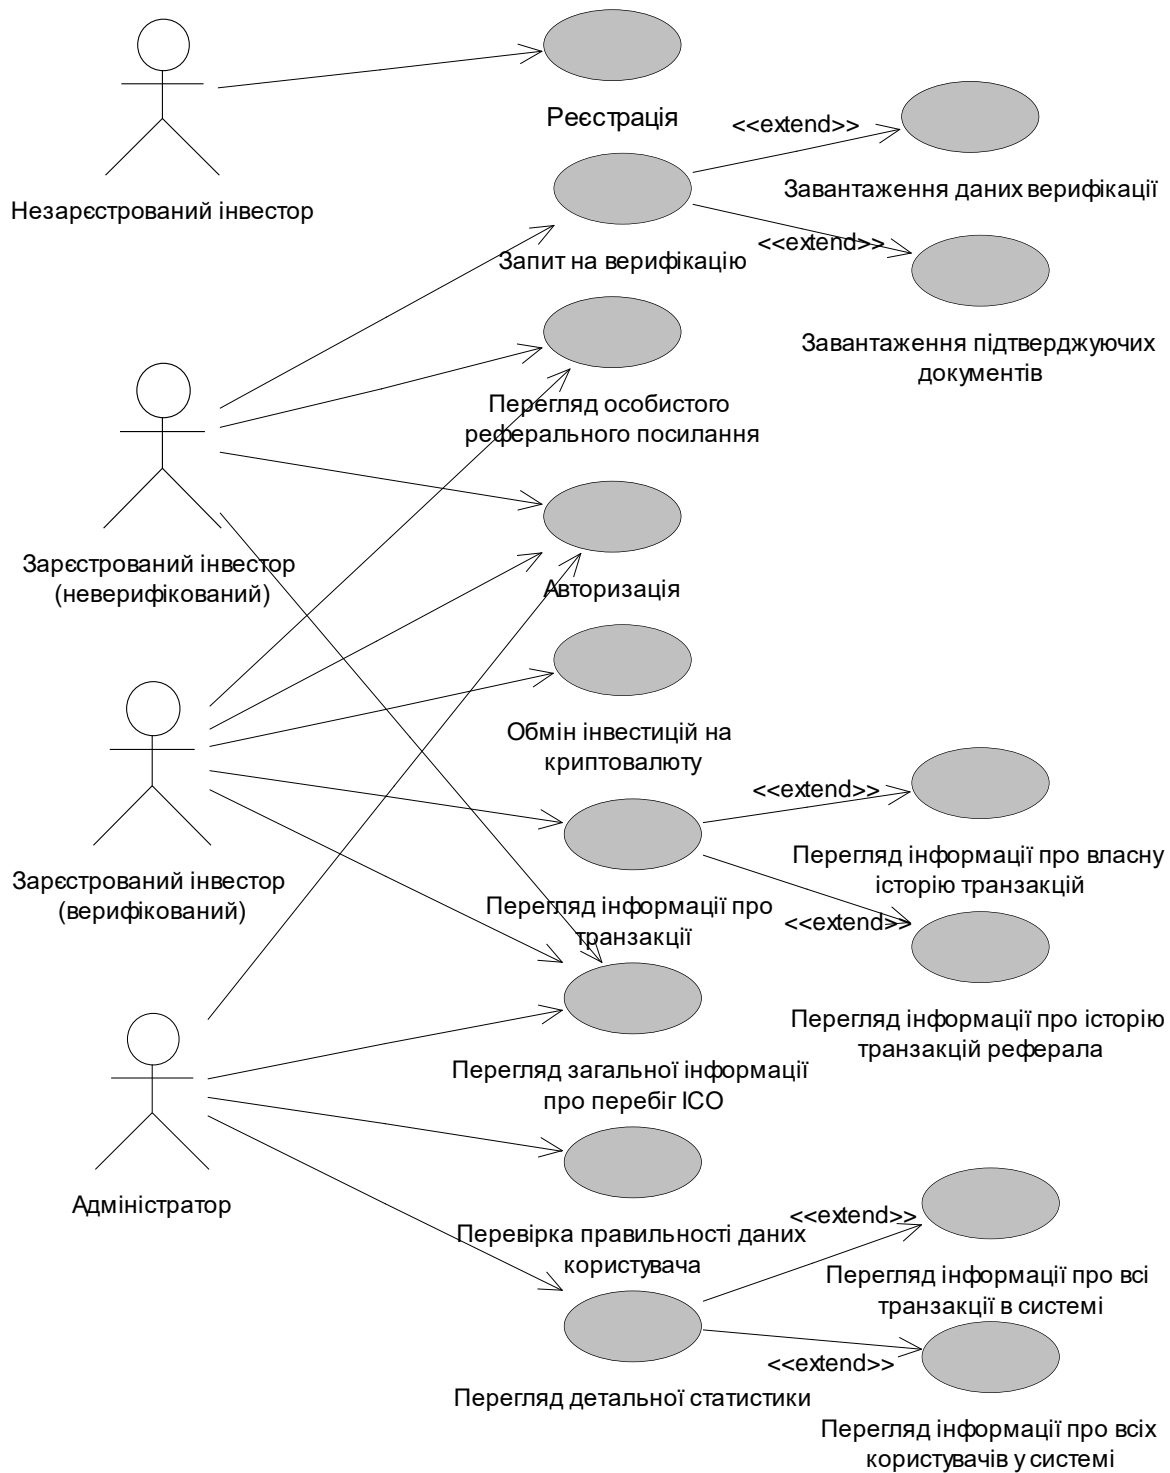 Реєстрація
<<extend>>
Завантаження даних верифікації
Незарєстрований інвестор
<<extend>>
Запит на верифікацію
Завантаження підтверджуючих
документів
Перегляд особистого
реферального посилання
Зарєстрований інвестор
(неверифікований)
Авторизація
Обмін інвестицій на
криптовалюту
<<extend>>
Перегляд інформації про власну
історію транзакцій
Зарєстрований інвестор
(верифікований)
Перегляд інформації про
транзакції
<<extend>>
Перегляд інформації про історію
транзакцій реферала
Перегляд загальної інформації
про перебіг ICO
Адміністратор
<<extend>>
Перевірка правильності даних
користувача
Перегляд інформації про всі
транзакції в системі
<<extend>>
Перегляд детальної статистики
Перегляд інформації про всіх
користувачів у системі